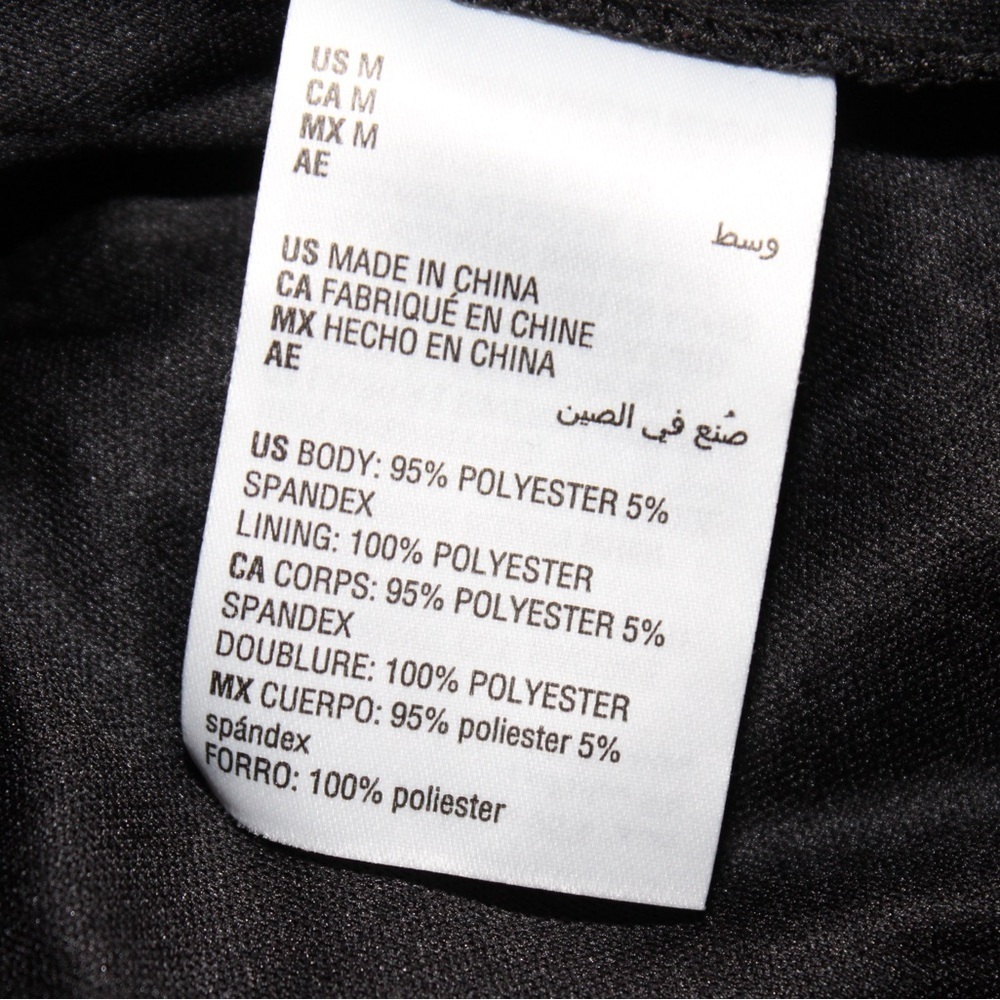 US M
CA M
MX M
AE
وسط
US MADE IN CHINA
CA FABRIQUÉ EN CHINE
MX HECHO EN CHINA
AE
صُنع في الصين
US BODY: 95% POLYESTER 5%
SPANDEX
LINING: 100% POLYESTER
CA CORPS: 95% POLYESTER 5%
SPANDEX
DOUBLURE: 100% POLYESTER
MX CUERPO: 95% poliester 5%
spándex
FORRO: 100% poliester